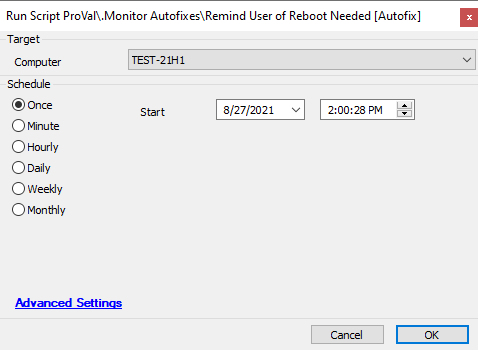 Run Script ProVal\.Monitor Autofixes\Remind User of Reboot Needed [Autofix]
x
Target
Computer
TEST-21H1
Schedule
Once
Start
8/27/2021
2:00:28 PM
Minute
Hourly
Daily
Weekly
Monthly
Advanced Settings
Cancel
OK